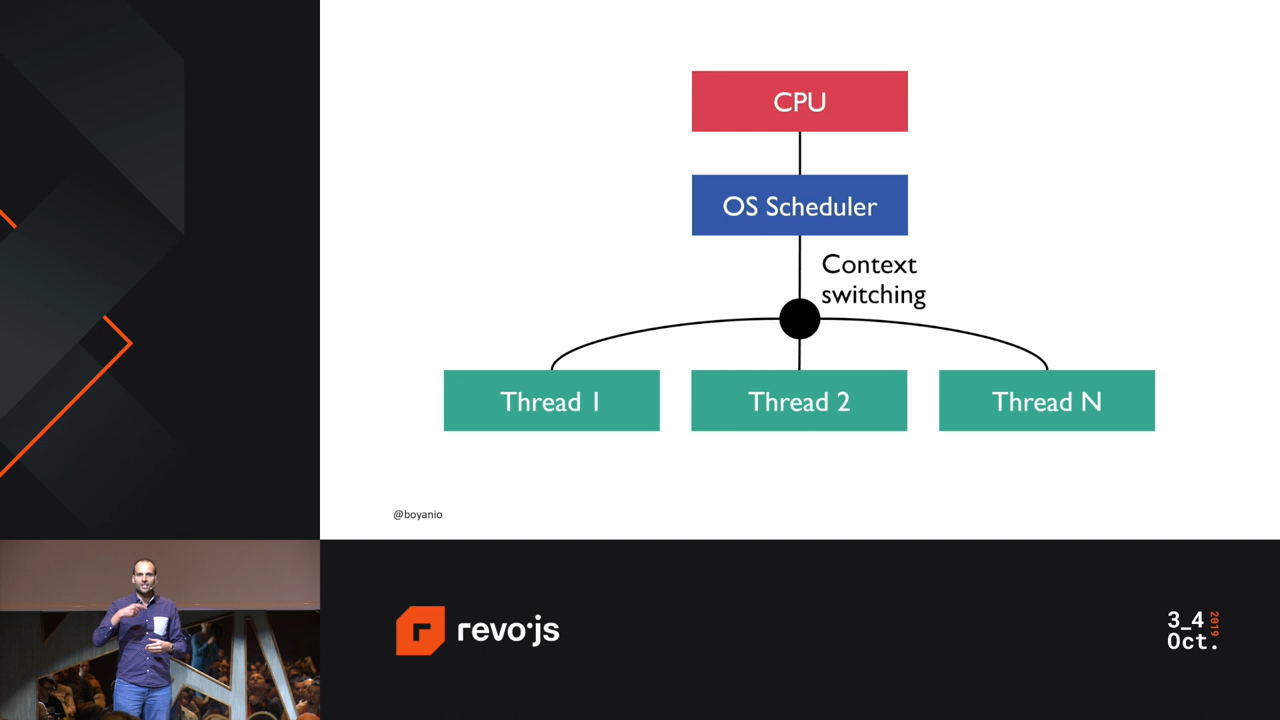 CPU
OS Scheduler
Context
switching
Thread 1
Thread 2
Thread N
@boyanio
revo·js
3_4
Oct.
2019